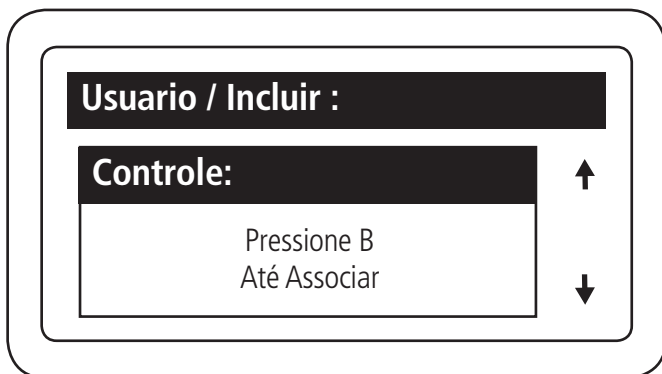 Usuario / Incluir :
Controle:
Pressione B
Até Associar